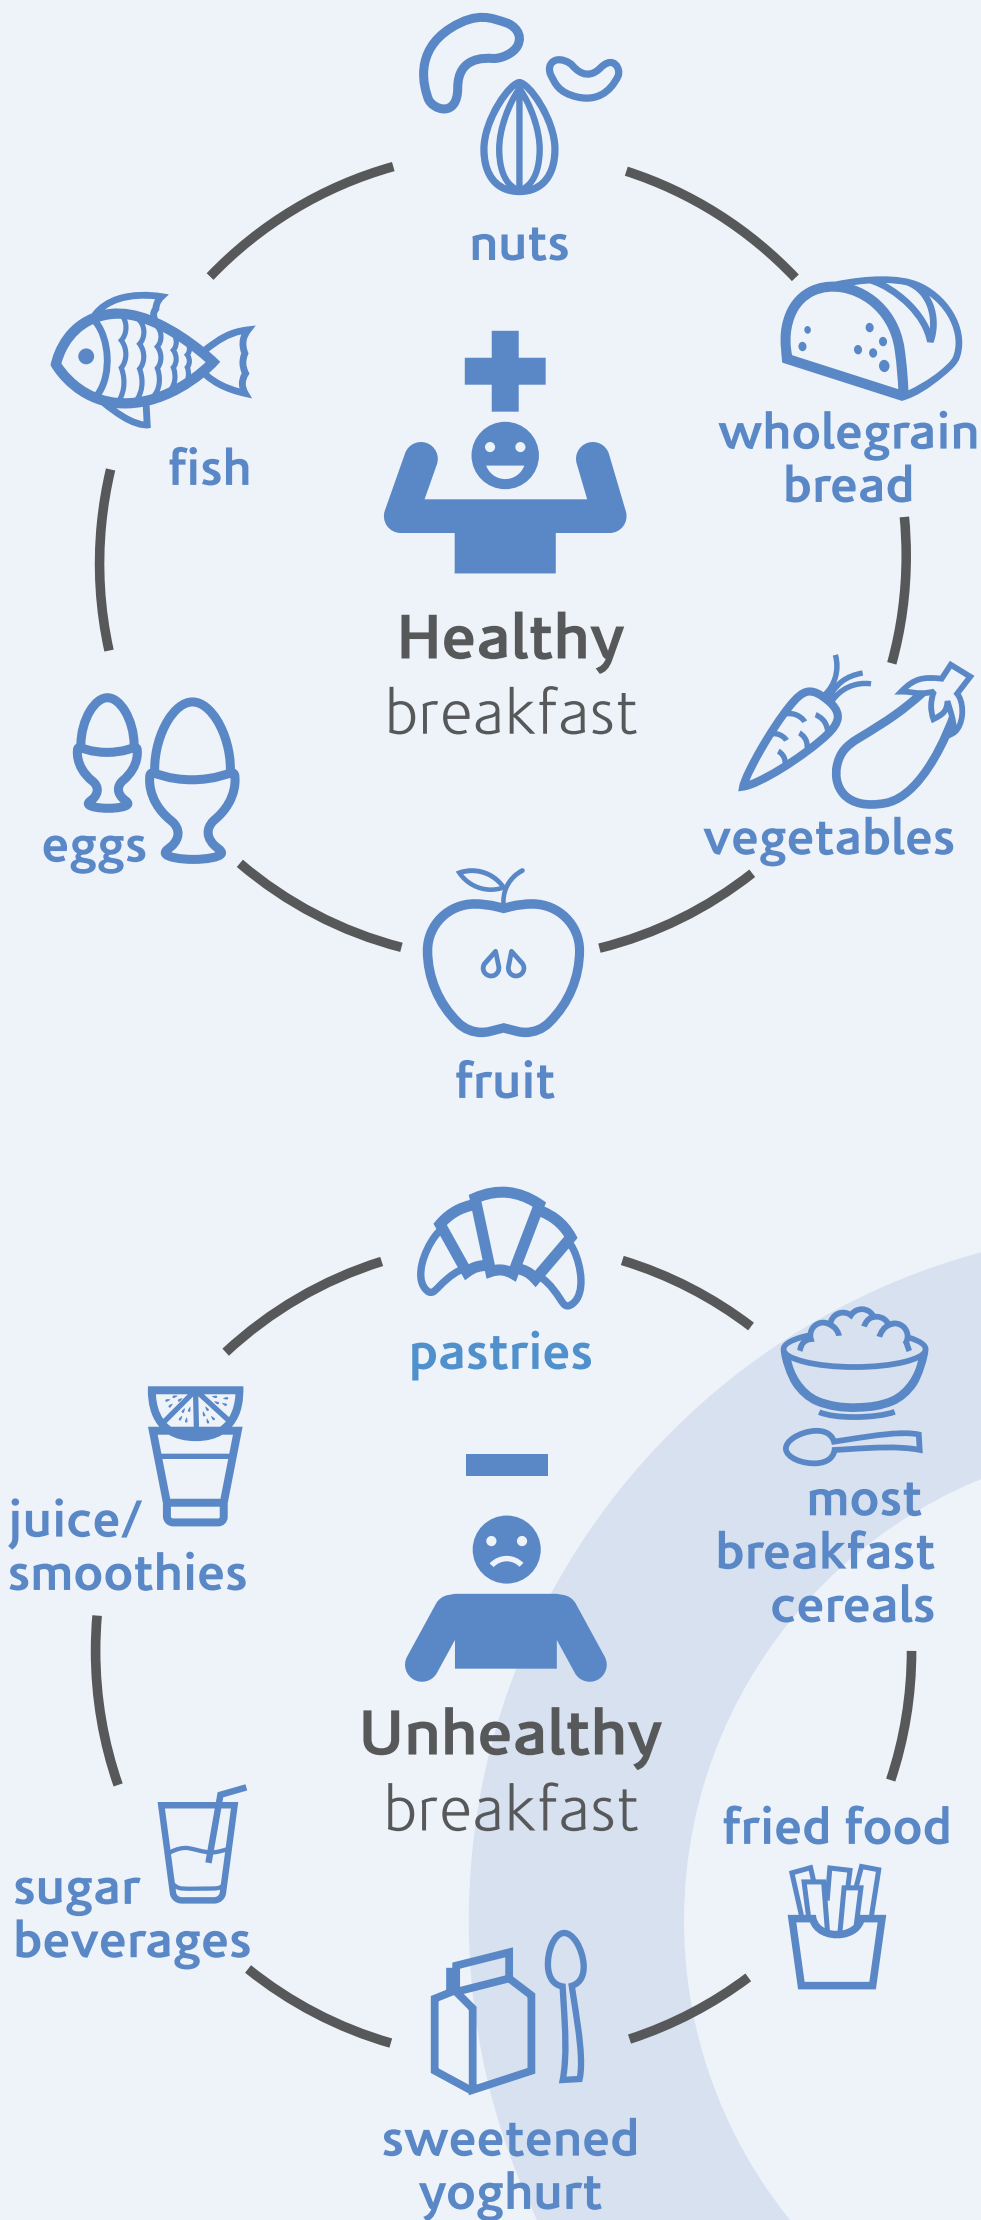 nuts
fish
wholegrain
bread
Healthy
breakfast
eggs
vegetables
fruit
pastries
juice/
smoothies
most
breakfast
cereals
Unhealthy
breakfast
fried food
sugar
beverages
sweetened
yoghurt